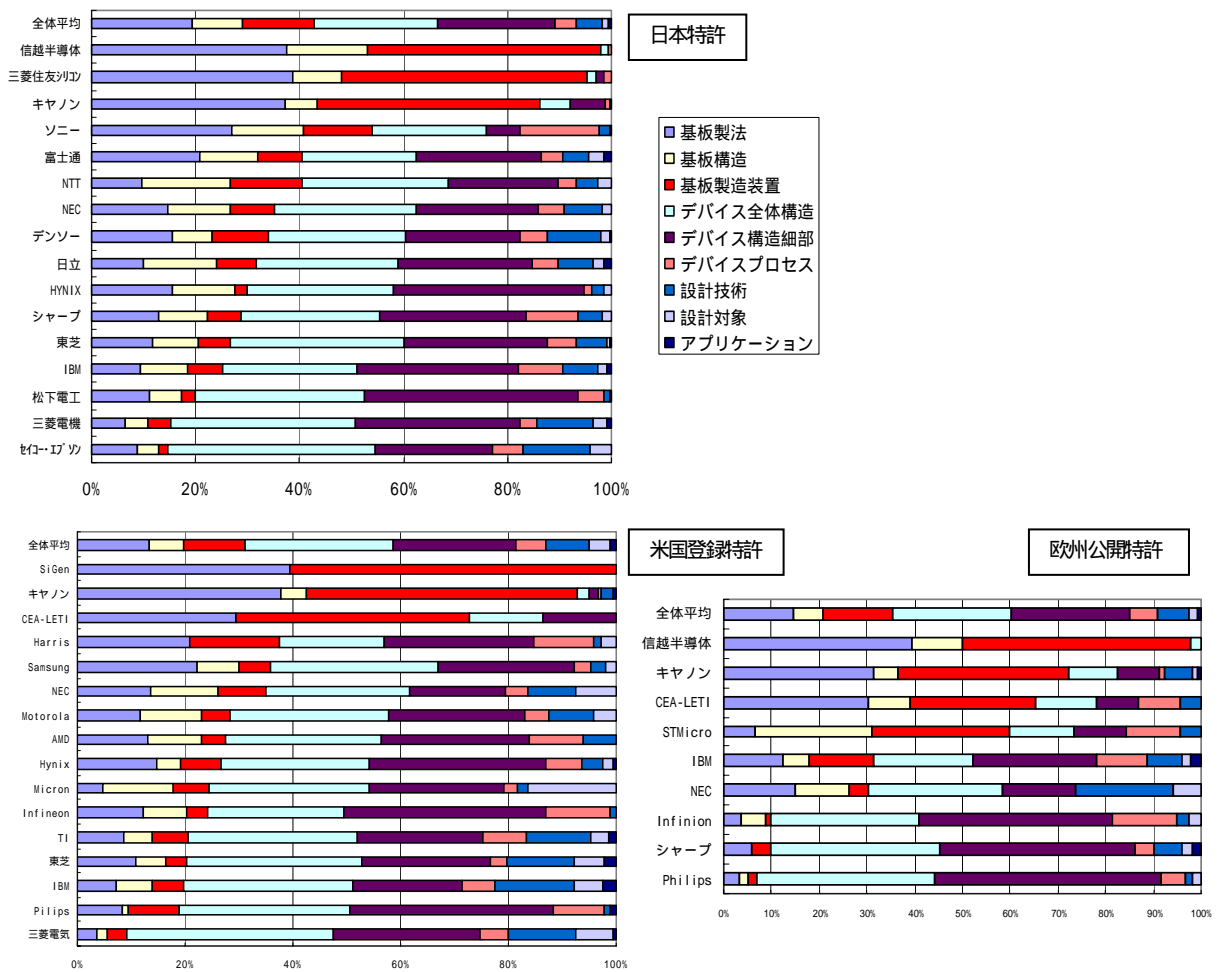 日本特許
全体平均
信越半導体
三菱住友ｼﾘｺﾝ
キヤノン
ソニー
富士通
NTT
NEC
デンソー
日立
HYNIX
シャープ
東芝
IBM
松下電工
三菱電機
ｾｲｺｰ・ｴﾌﾟｿﾝ
0% 20% 40% 60% 80% 100%
基板製法
基板構造
基板製造装置
デバイス全体構造
デバイス構造細部
デバイスプロセス
設計技術
設計対象
アプリケーション
米国登録特許
全体平均
SiGen
キヤノン
CEA-LETI
Harris
Samsung
NEC
Motorola
AMD
Hynix
Micron
Infineon
TI
東芝
IBM
Pilips
三菱電気
0% 20% 40% 60% 80% 100%
欧州公開特許
全体平均
信越半導体
キヤノン
CEA-LETI
STMicro
IBM
NEC
Infinion
シャープ
Philips
0% 10% 20% 30% 40% 50% 60% 70% 80% 90% 100%